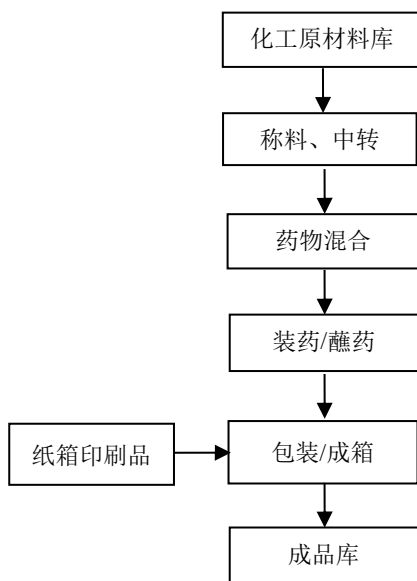 化工原材料库
称料、中转
药物混合
装药/蘸药
纸箱印刷品
包装/成箱
成品库